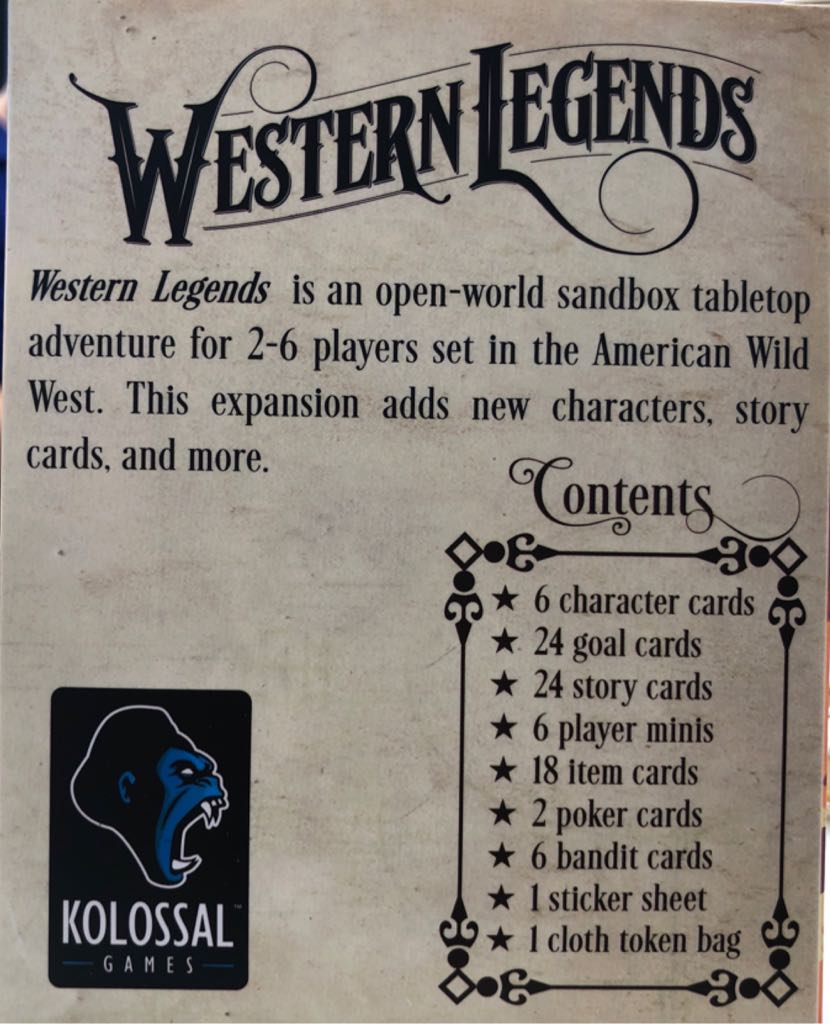 WESTERN LEGENDS
Western Legends is an open-world sandbox tabletop
adventure for 2-6 players set in the American Wild
West. This expansion adds new characters, story
cards, and more.
Contents
★ 6 character cards
★ 24 goal cards
★ 24 story cards
★ 6 player minis
★ 18 item cards
★ 2 poker cards
★ 6 bandit cards
★ 1 sticker sheet
★ 1 cloth token bag
KOLOSSAL™
GAMES